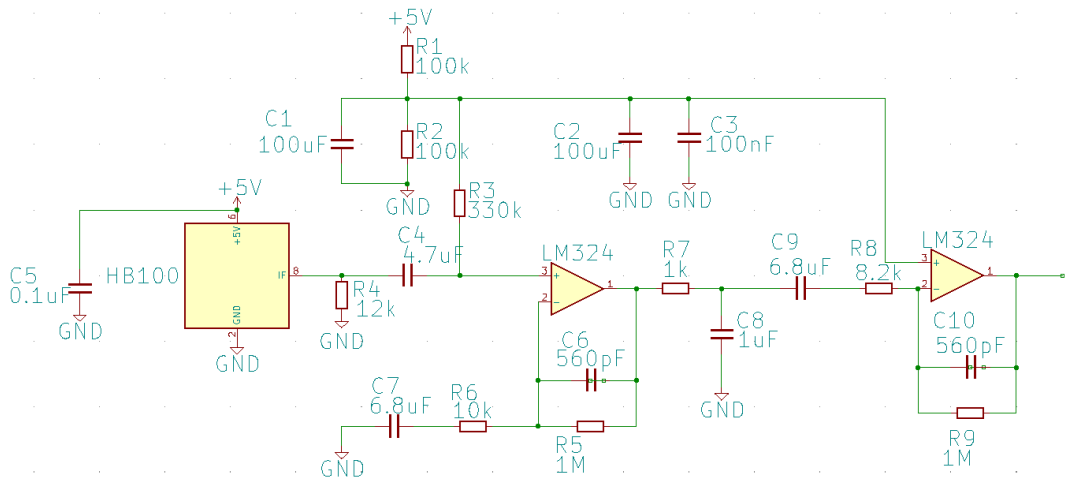 +5V
R1
100k
C1
100uF
R2
100k
C2
100uF
C3
100nF
GND
GND
GND
R3
330k
+5V
6
+5V
HB100
IF
8
GND
2
GND
C5
0.1uF
GND
R4
12k
GND
C4
4.7uF
LM324
3
+
2
-
1
R7
1k
C9
6.8uF
R8
8.2k
LM324
3
+
2
-
1
C8
1uF
GND
C6
560pF
C10
560pF
C7
6.8uF
GND
R6
10k
R5
1M
R9
1M